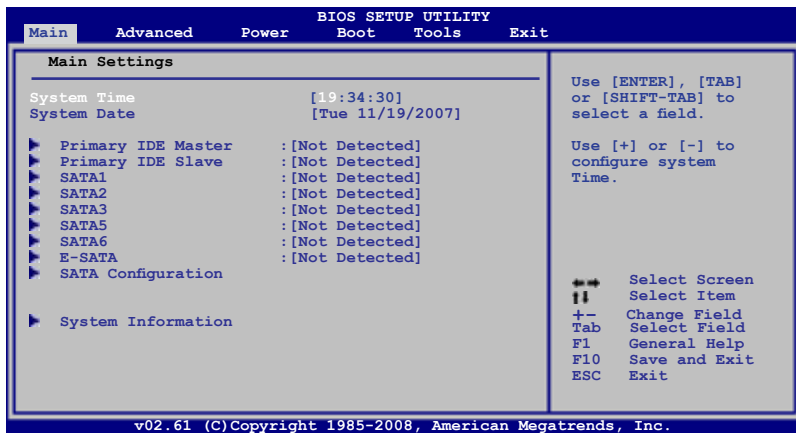 BIOS SETUP UTILITY
Main Advanced Power Boot Tools Exit
Main Settings
System Time [19:34:30]
System Date [Tue 11/19/2007]
Primary IDE Master :[Not Detected]
Primary IDE Slave :[Not Detected]
SATA1 :[Not Detected]
SATA2 :[Not Detected]
SATA3 :[Not Detected]
SATA5 :[Not Detected]
SATA6 :[Not Detected]
E-SATA :[Not Detected]
SATA Configuration
System Information
Use [ENTER], [TAB]
or [SHIFT-TAB] to
select a field.
Use [+] or [-] to
configure system
Time.
Select Screen
Select Item
+- Change Field
Tab Select Field
F1 General Help
F10 Save and Exit
ESC Exit
v02.61 (C)Copyright 1985-2008, American Megatrends, Inc.